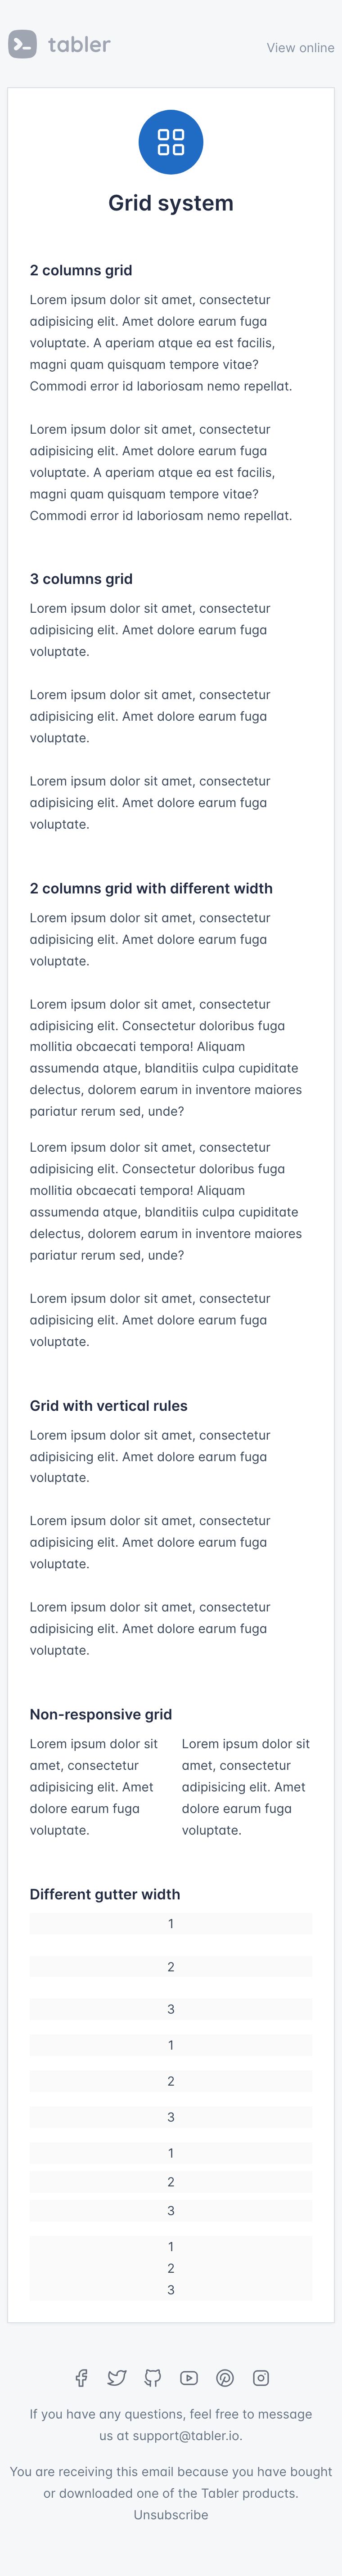 tabler
View online
Grid system
2 columns grid
Lorem ipsum dolor sit amet, consectetur
adipisicing elit. Amet dolore earum fuga
voluptate. A aperiam atque ea est facilis,
magni quam quisquam tempore vitae?
Commodi error id laboriosam nemo repellat.
Lorem ipsum dolor sit amet, consectetur
adipisicing elit. Amet dolore earum fuga
voluptate. A aperiam atque ea est facilis,
magni quam quisquam tempore vitae?
Commodi error id laboriosam nemo repellat.
3 columns grid
Lorem ipsum dolor sit amet, consectetur
adipisicing elit. Amet dolore earum fuga
voluptate.
Lorem ipsum dolor sit amet, consectetur
adipisicing elit. Amet dolore earum fuga
voluptate.
Lorem ipsum dolor sit amet, consectetur
adipisicing elit. Amet dolore earum fuga
voluptate.
2 columns grid with different width
Lorem ipsum dolor sit amet, consectetur
adipisicing elit. Amet dolore earum fuga
voluptate.
Lorem ipsum dolor sit amet, consectetur
adipisicing elit. Consectetur doloribus fuga
mollitia obcaecati tempora! Aliquam
assumenda atque, blanditiis culpa cupiditate
delectus, dolorem earum in inventore maiores
pariatur rerum sed, unde?
Lorem ipsum dolor sit amet, consectetur
adipisicing elit. Consectetur doloribus fuga
mollitia obcaecati tempora! Aliquam
assumenda atque, blanditiis culpa cupiditate
delectus, dolorem earum in inventore maiores
pariatur rerum sed, unde?
Lorem ipsum dolor sit amet, consectetur
adipisicing elit. Amet dolore earum fuga
voluptate.
Grid with vertical rules
Lorem ipsum dolor sit amet, consectetur
adipisicing elit. Amet dolore earum fuga
voluptate.
Lorem ipsum dolor sit amet, consectetur
adipisicing elit. Amet dolore earum fuga
voluptate.
Lorem ipsum dolor sit amet, consectetur
adipisicing elit. Amet dolore earum fuga
voluptate.
Non-responsive grid
Lorem ipsum dolor sit
amet, consectetur
adipisicing elit. Amet
dolore earum fuga
voluptate.
Lorem ipsum dolor sit
amet, consectetur
adipisicing elit. Amet
dolore earum fuga
voluptate.
Different gutter width
1
2
3
1
2
3
1
2
3
1
2
3
If you have any questions, feel free to message
us at support@tabler.io.
You are receiving this email because you have bought
or downloaded one of the Tabler products.
Unsubscribe